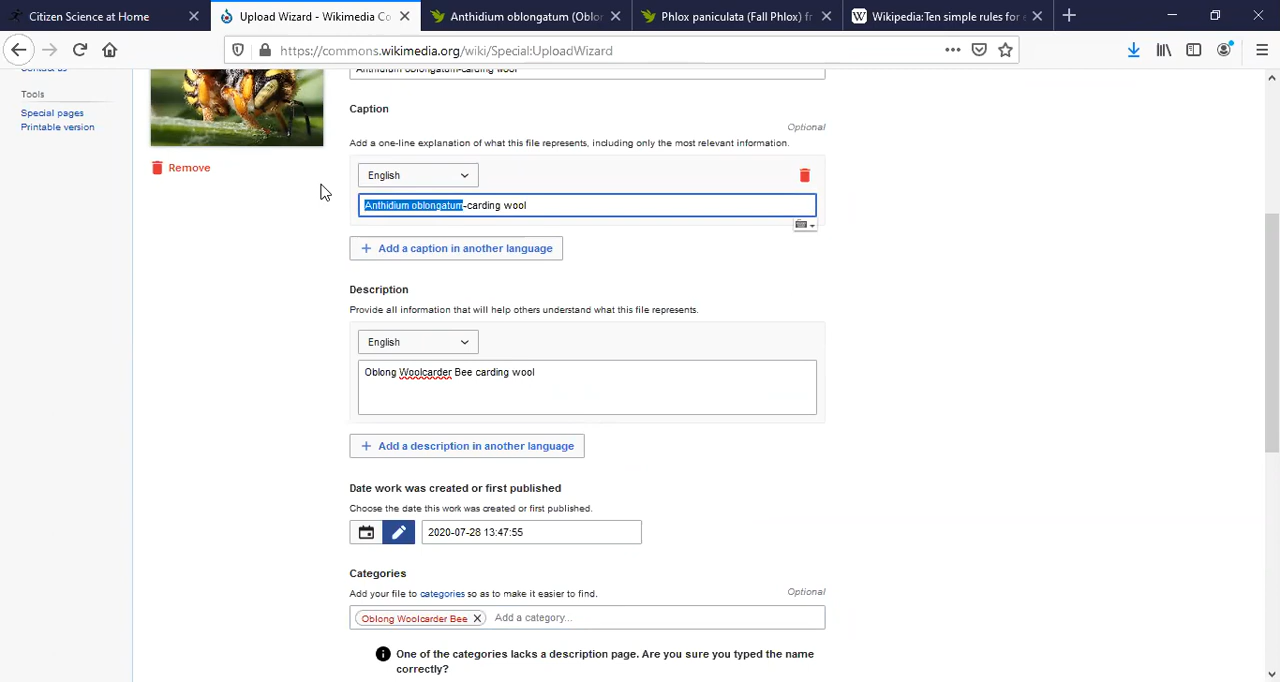 Citizen Science at Home
Upload Wizard - Wikimedia Co
Anthidium oblongatum (Oblor
Phlox paniculata (Fall Phlox) fr
Wikipedia:Ten simple rules for e
https://commons.wikimedia.org/wiki/Special:UploadWizard
Contact us
Tools
Special pages
Printable version
Remove
Anthidium oblongatum-carding wool
Caption
Optional
Add a one-line explanation of what this file represents, including only the most relevant information.
English
Anthidium oblongatum-carding wool
+ Add a caption in another language
Description
Provide all information that will help others understand what this file represents.
English
Oblong Woolcarder Bee carding wool
+ Add a description in another language
Date work was created or first published
Choose the date this work was created or first published.
2020-07-28 13:47:55
Categories
Optional
Add your file to categories so as to make it easier to find.
Oblong Woolcarder Bee Add a category...
One of the categories lacks a description page. Are you sure you typed the name
correctly?